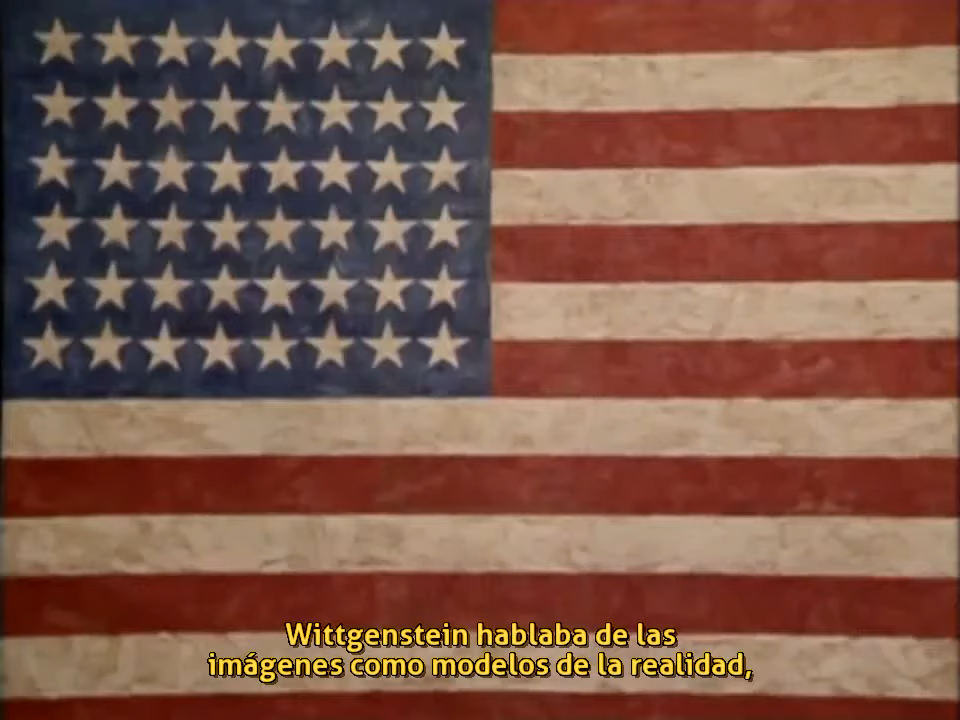 Wittgenstein hablaba de las
imágenes como modelos de la realidad,